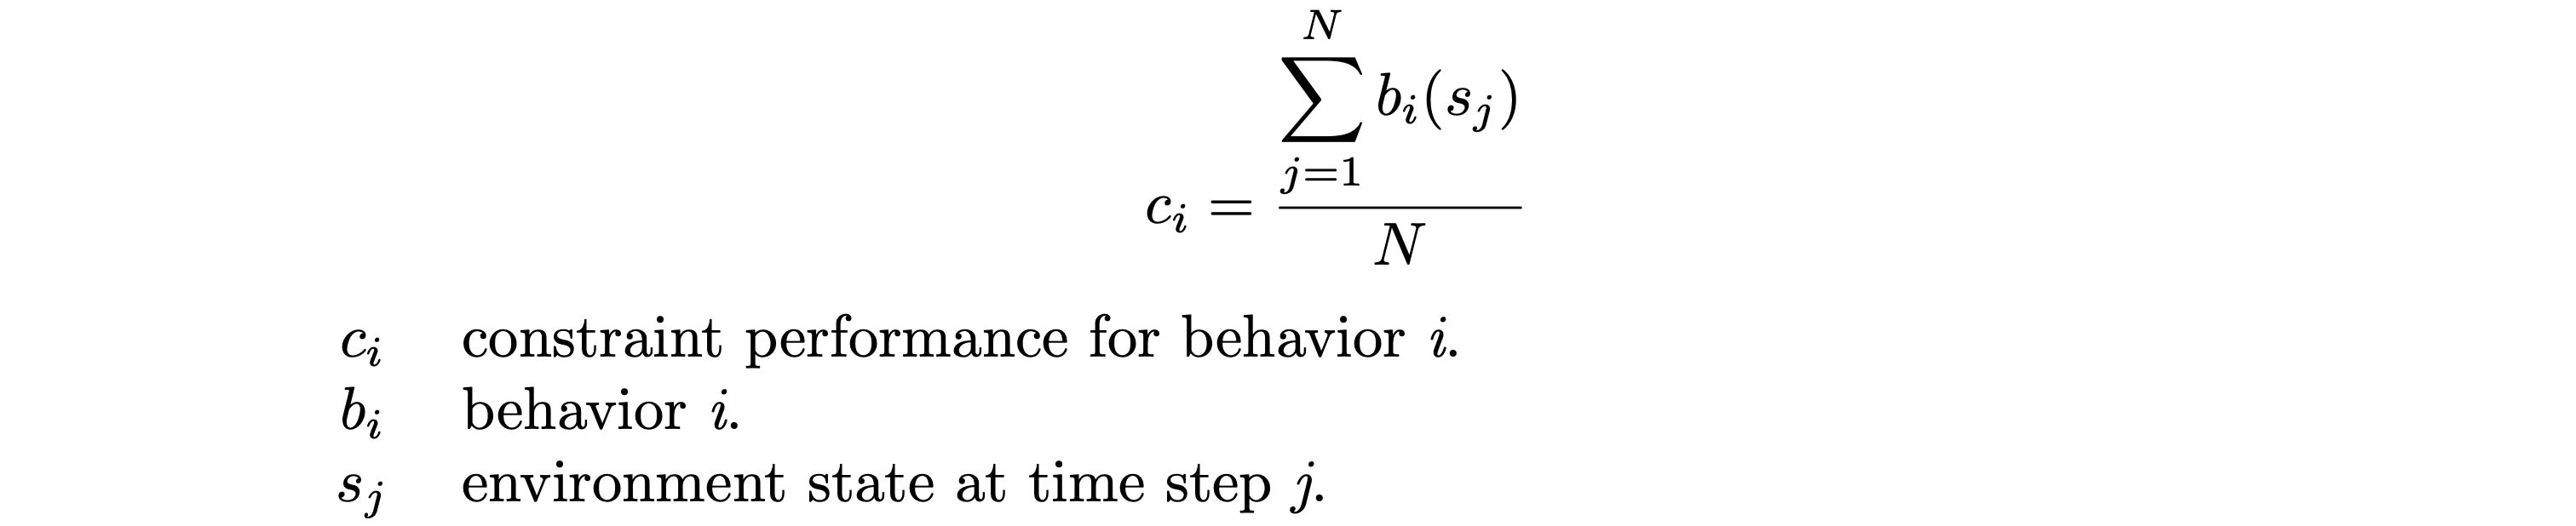 c_i = \frac{\sum_{j=1}^{N} b_i(s_j)}{N}
c_i constraint performance for behavior i.
b_i behavior i.
s_j environment state at time step j.